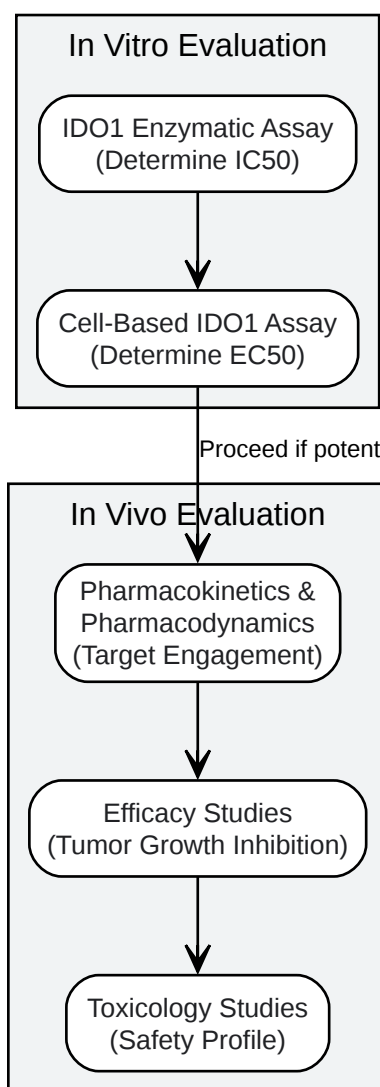 In Vitro Evaluation
IDO1 Enzymatic Assay
(Determine IC50)
Cell-Based IDO1 Assay
(Determine EC50)
Proceed if potent
In Vivo Evaluation
Pharmacokinetics &
Pharmacodynamics
(Target Engagement)
Efficacy Studies
(Tumor Growth Inhibition)
Toxicology Studies
(Safety Profile)